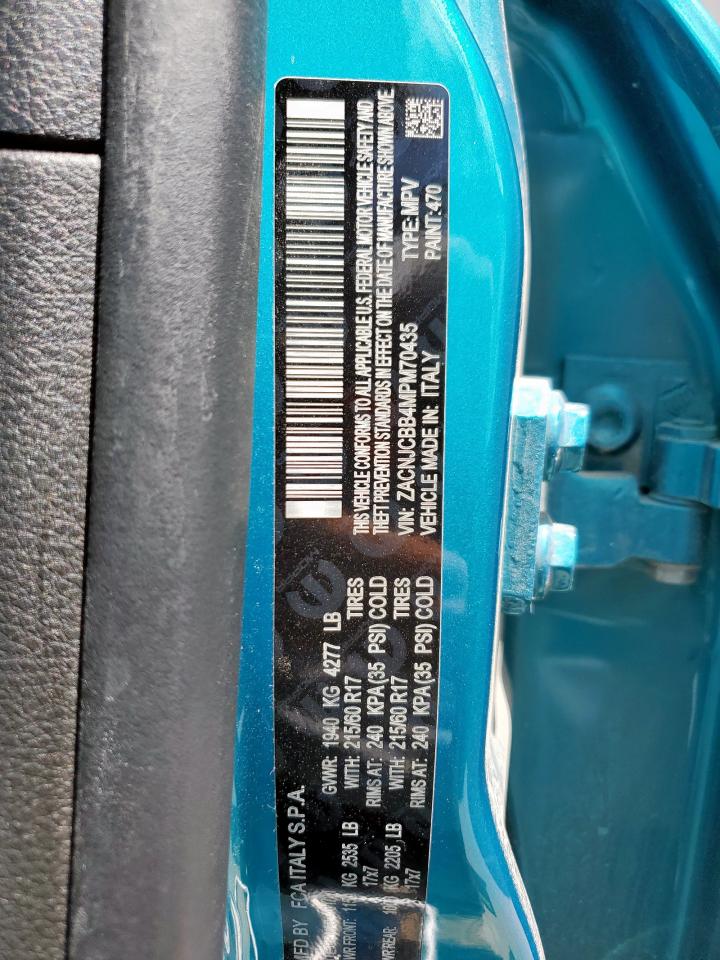 MFD BY FCA ITALY S.P.A.
GVWR: 1940 KG 4277 LB
KG 2535 LB WITH: 215/60 R17 TIRES
17x7 RIMS AT: 240 KPA(35 PSI) COLD
KG 2205 LB WITH: 215/60 R17 TIRES
17x7 RIMS AT: 240 KPA(35 PSI) COLD
THIS VEHICLE CONFORMS TO ALL APPLICABLE U.S. FEDERAL MOTOR VEHICLE SAFETY AND
THEFT PREVENTION STANDARDS IN EFFECT ON THE DATE OF MANUFACTURE SHOWN ABOVE
VIN: ZACNJCBB4MPM70435 TYPE:MPV
VEHICLE MADE IN: ITALY PAINT:470